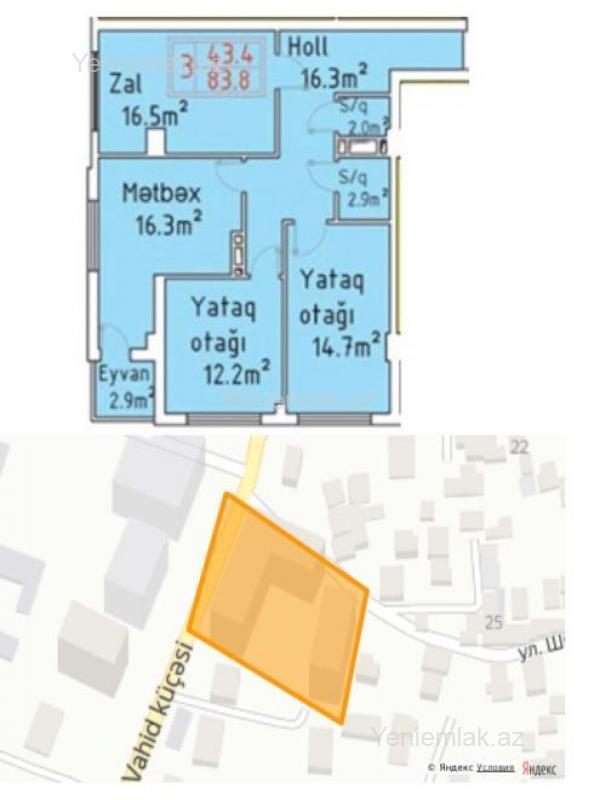 Holl
16.3m²
3
43.4
83.8
Zal
16.5m²
S/q
2.0m²
S/q
2.9m²
Mətbəx
16.3m²
Yataq
otağı
14.7m²
Yataq
otağı
12.2m²
Eyvan
2.9m²
22
25
ул. Ш
Vahid küçəsi
Yeniemlak.az
© Яндекс Условия Яндекс